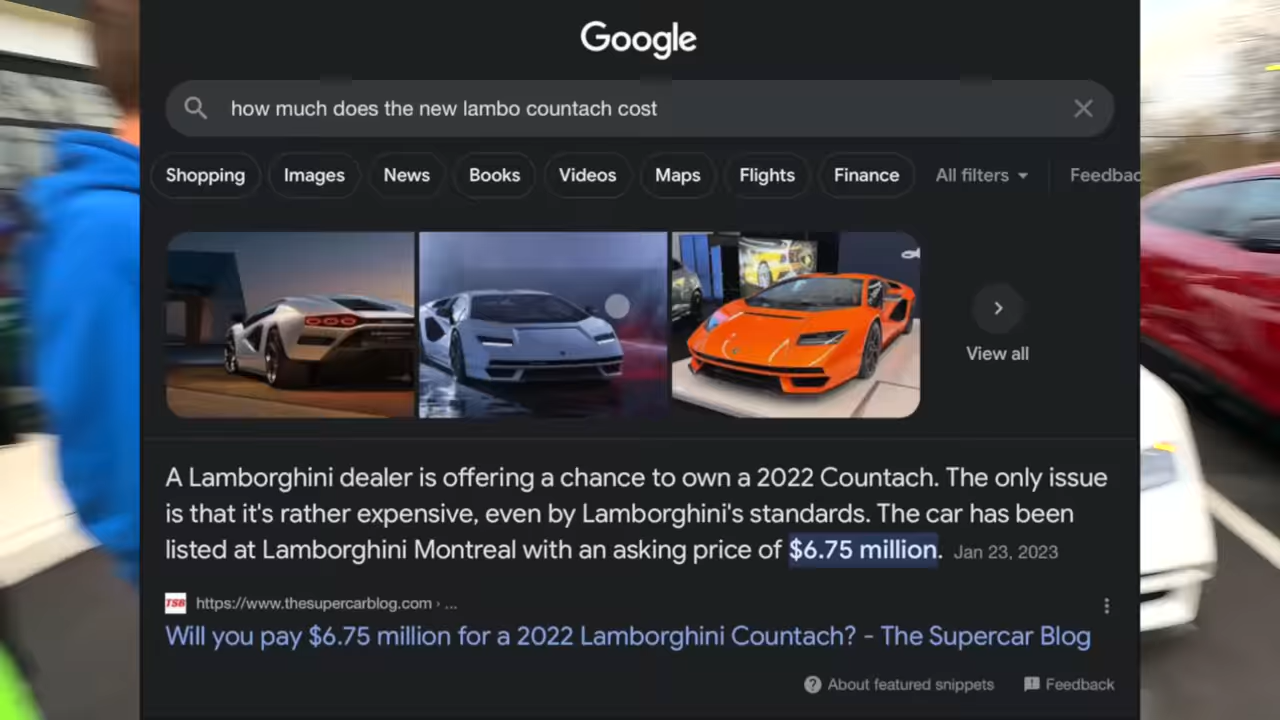 Google
how much does the new lambo countach cost
Shopping Images News Books Videos Maps Flights Finance All filters Feedbac
View all
A Lamborghini dealer is offering a chance to own a 2022 Countach. The only issue
is that it's rather expensive, even by Lamborghini's standards. The car has been
listed at Lamborghini Montreal with an asking price of $6.75 million. Jan 23, 2023
TSB https://www.thesupercarblog.com › ...
Will you pay $6.75 million for a 2022 Lamborghini Countach? - The Supercar Blog
About featured snippets Feedback